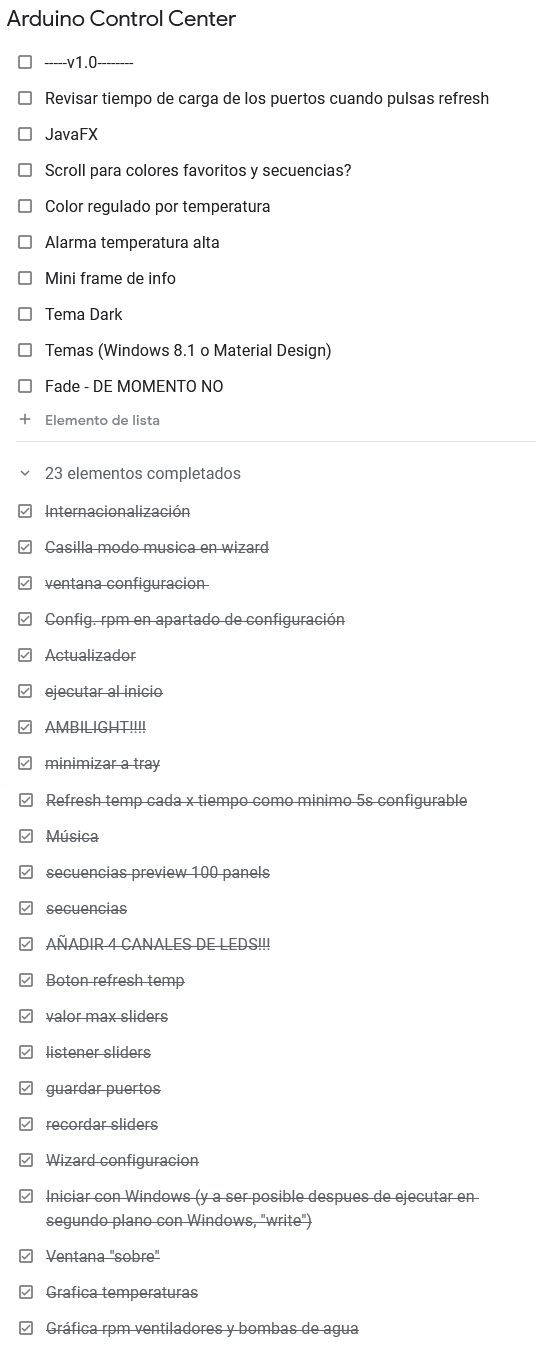 Arduino Control Center
-----v1.0--------
Revisar tiempo de carga de los puertos cuando pulsas refresh
JavaFX
Scroll para colores favoritos y secuencias?
Color regulado por temperatura
Alarma temperatura alta
Mini frame de info
Tema Dark
Temas (Windows 8.1 o Material Design)
Fade - DE MOMENTO NO
Elemento de lista
23 elementos completados
Internacionalización
Casilla modo musica en wizard
ventana configuracion
Config. rpm en apartado de configuración
Actualizador
ejecutar al inicio
AMBILIGHT!!!!
minimizar a tray
Refresh temp cada x tiempo como minimo 5s configurable
Música
secuencias preview 100 panels
secuencias
AÑADIR 4 CANALES DE LEDS!!!
Boton refresh temp
valor max sliders
listener sliders
guardar puertos
recordar sliders
Wizard configuracion
Iniciar con Windows (y a ser posible despues de ejecutar en
segundo plano con Windows, "write")
Ventana "sobre"
Grafica temperaturas
Gráfica rpm ventiladores y bombas de agua